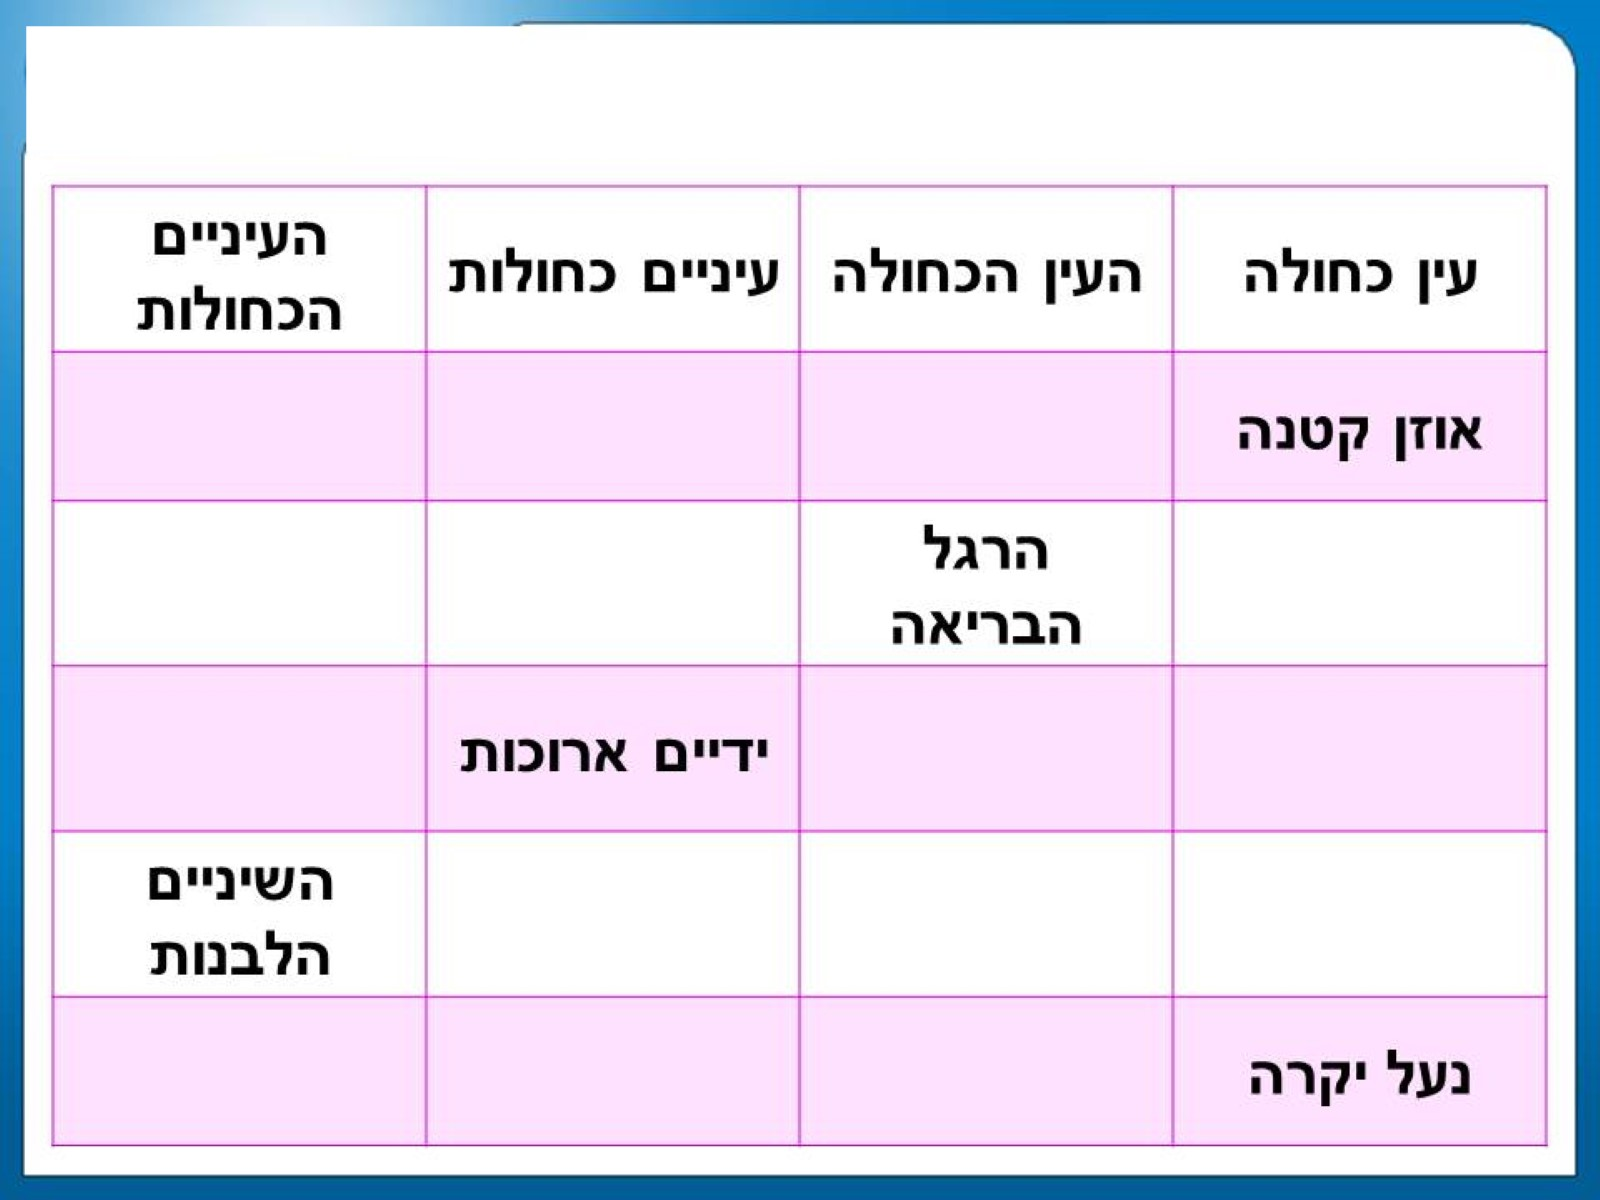 עין כחולה
העין הכחולה
עיניים כחולות
העיניים
הכחולות
אוזן קטנה
הרגל
הבריאה
ידיים ארוכות
השיניים
הלבנות
נעל יקרה